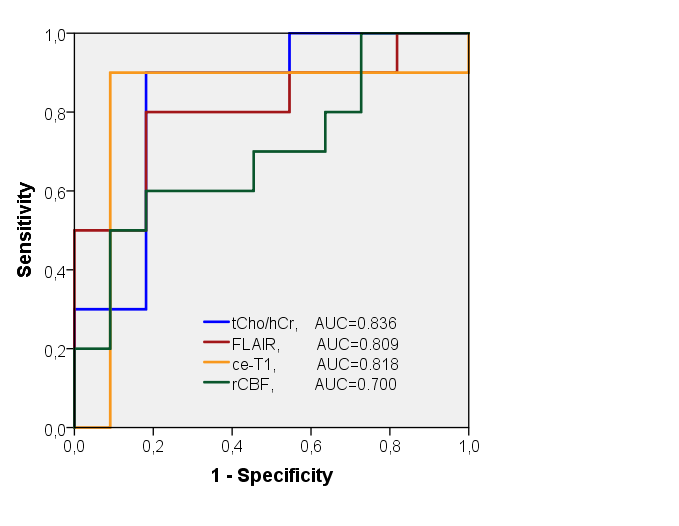 1,0
0,8
0,6
0,4
0,2
0,0
Sensitivity
tCho/hCr, AUC=0.836
FLAIR, AUC=0.809
ce-T1, AUC=0.818
rCBF, AUC=0.700
0,0 0,2 0,4 0,6 0,8 1,0
1 - Specificity